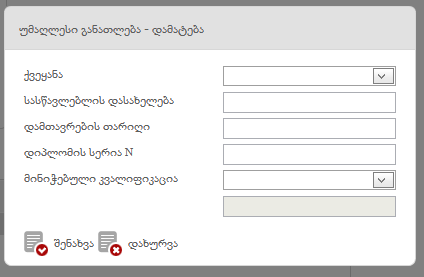 უმაღლესი განათლება - დამატება
ქვეყანა
სასწავლებლის დასახელება
დამთავრების თარიღი
დიპლომის სერია N
მინიჭებული კვალიფიკაცია
შენახვა დახურვა